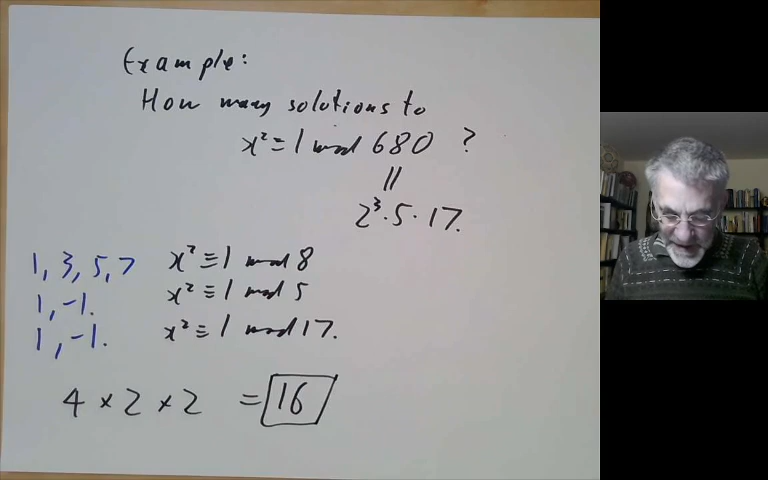 Example:
How many solutions to
x² ≡ 1 mod 680 ?
||
2³·5·17.
1, 3, 5, 7 x² ≡ 1 mod 8
1, -1. x² ≡ 1 mod 5
1, -1. x² ≡ 1 mod 17.
4 × 2 × 2 = 16